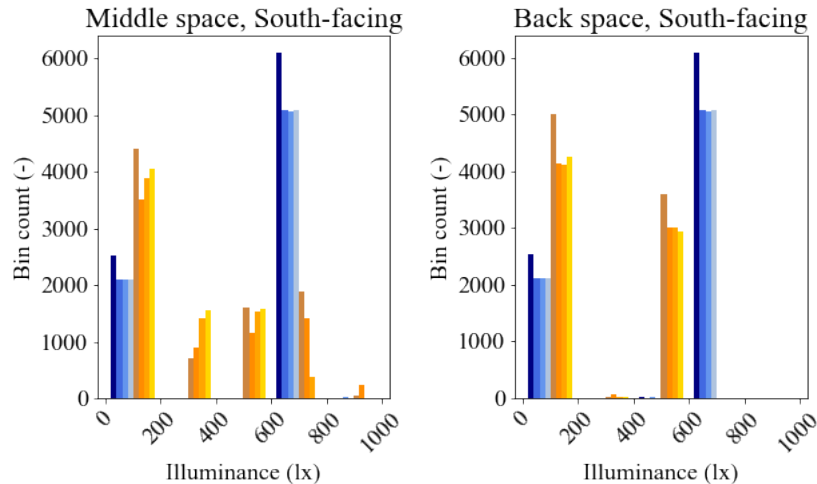 Middle space, South-facing
Bin count (-)
6000
5000
4000
3000
2000
1000
0
0 200 400 600 800 1000
Illuminance (lx)
Back space, South-facing
Bin count (-)
6000
5000
4000
3000
2000
1000
0
0 200 400 600 800 1000
Illuminance (lx)